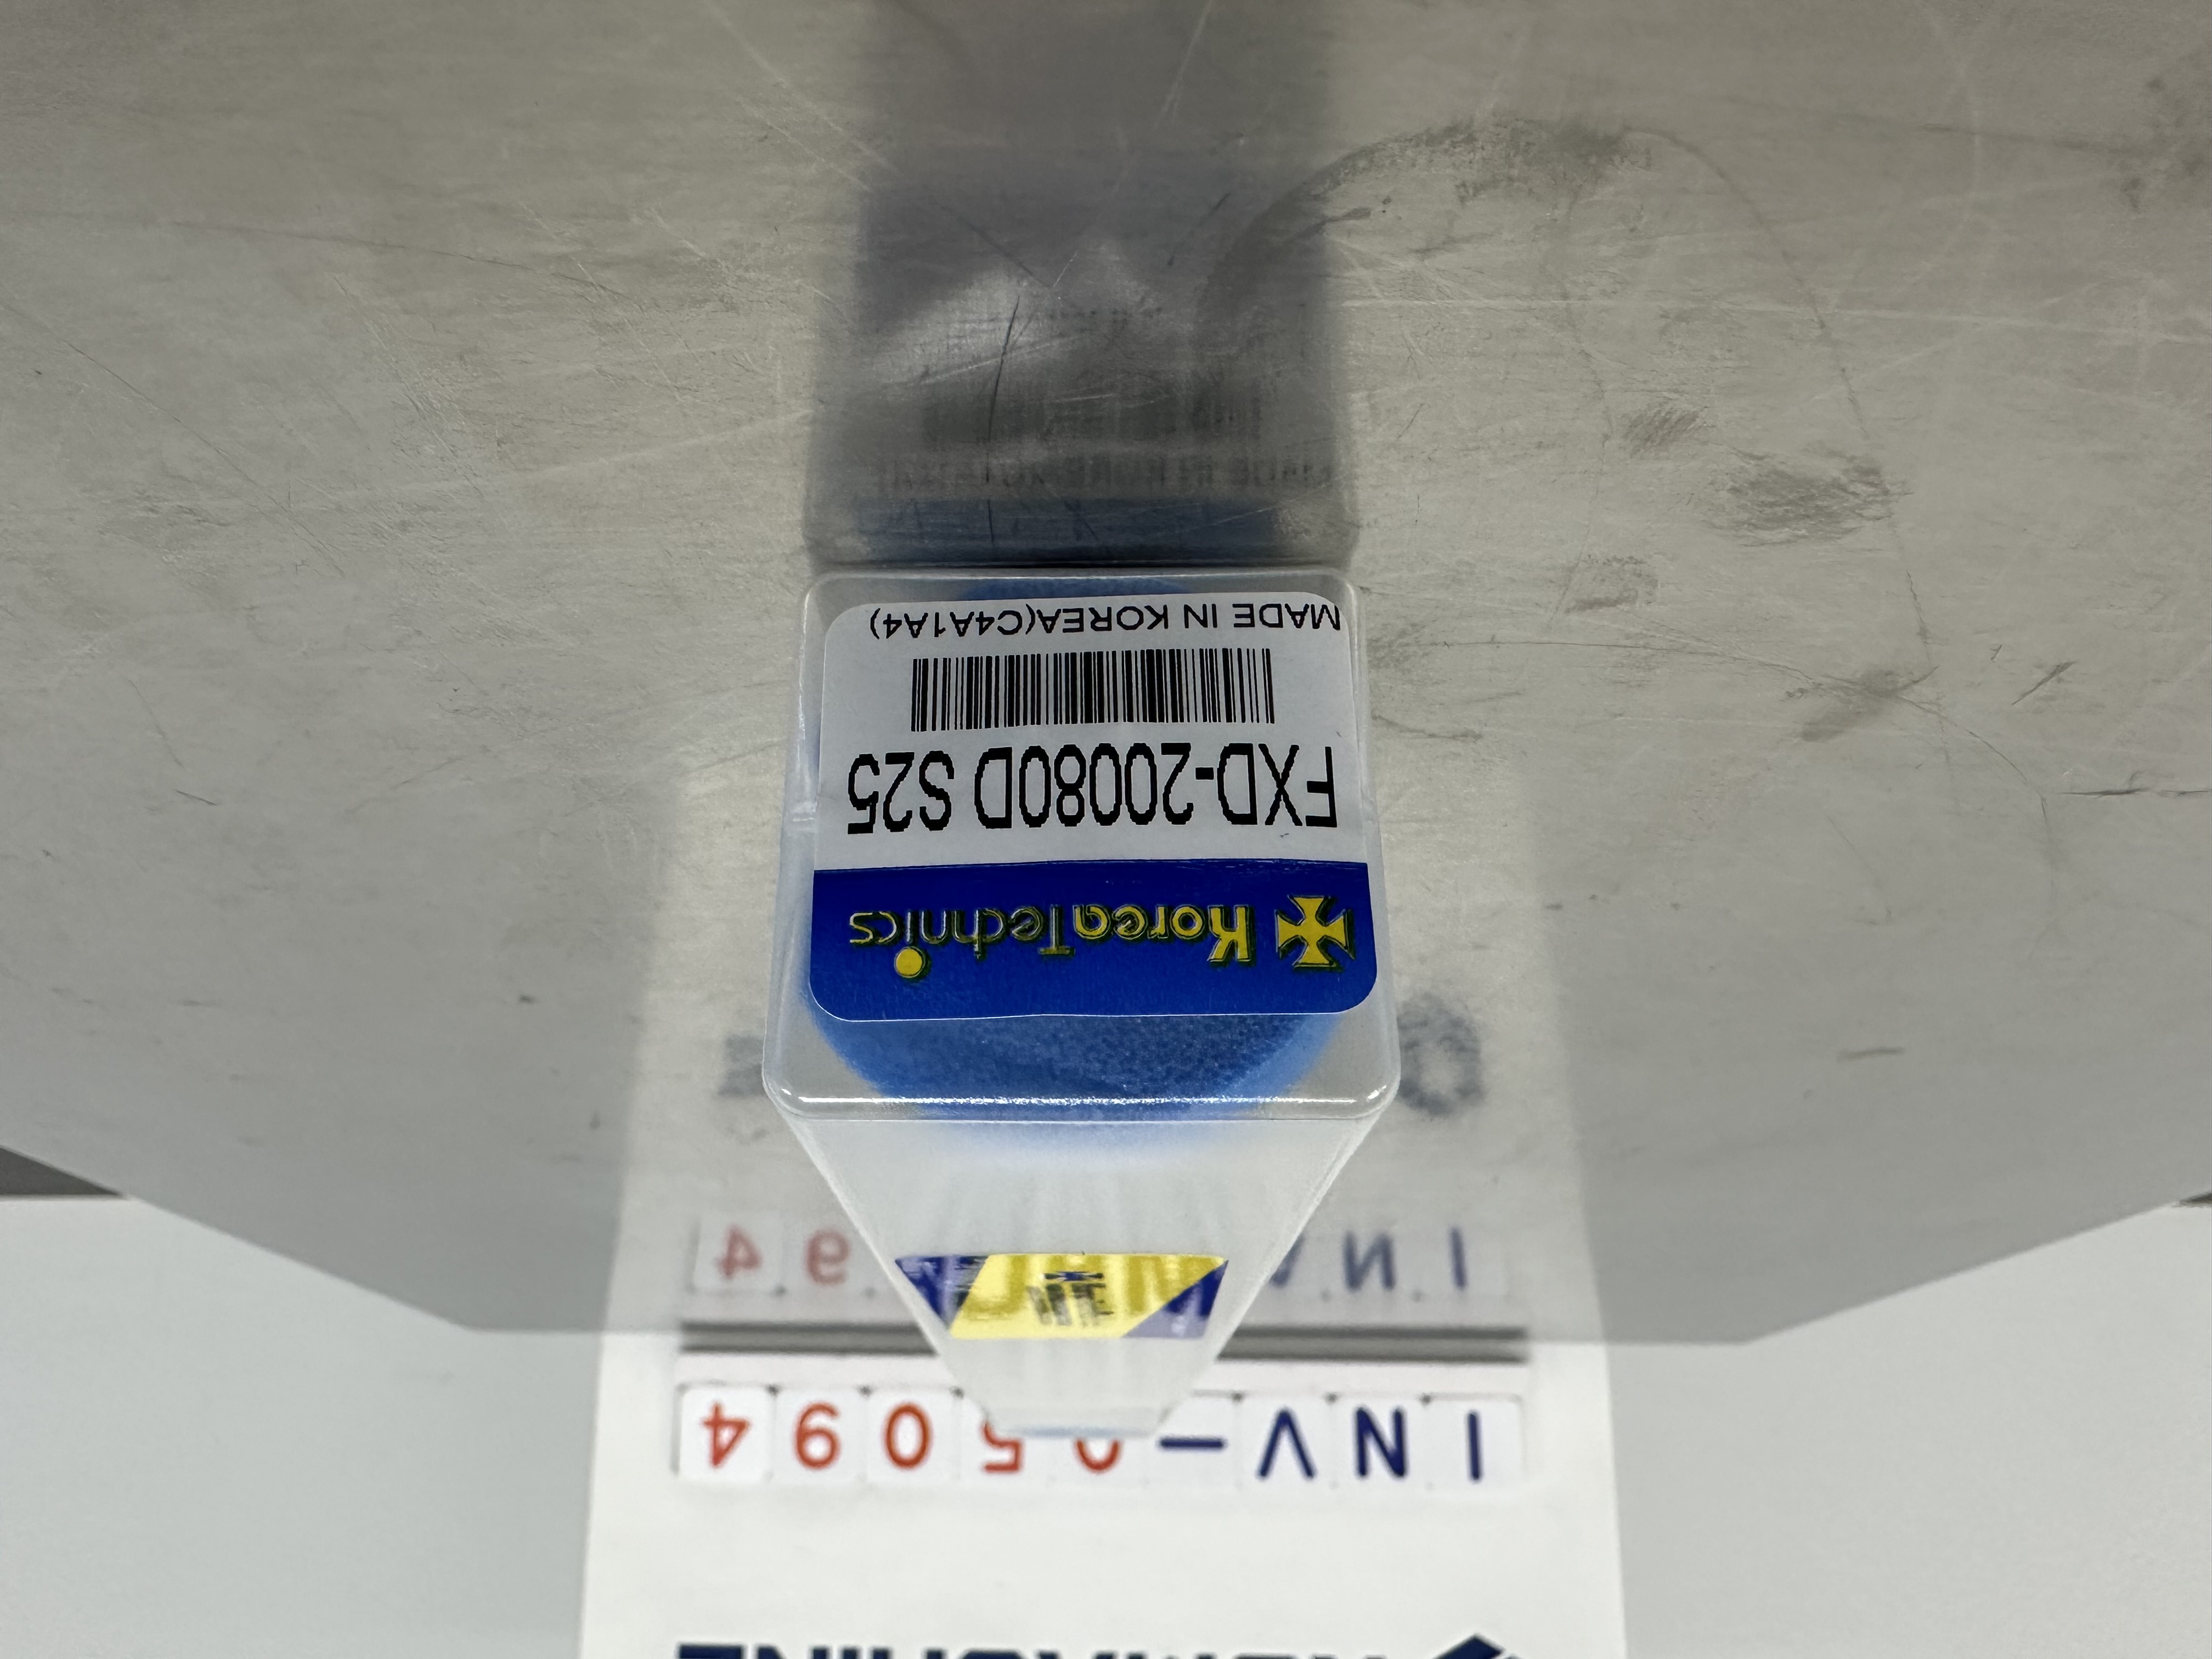 KoreaTechnics
FXD-20080D S25
MADE IN KOREA(C4A1A4)
INV-05094